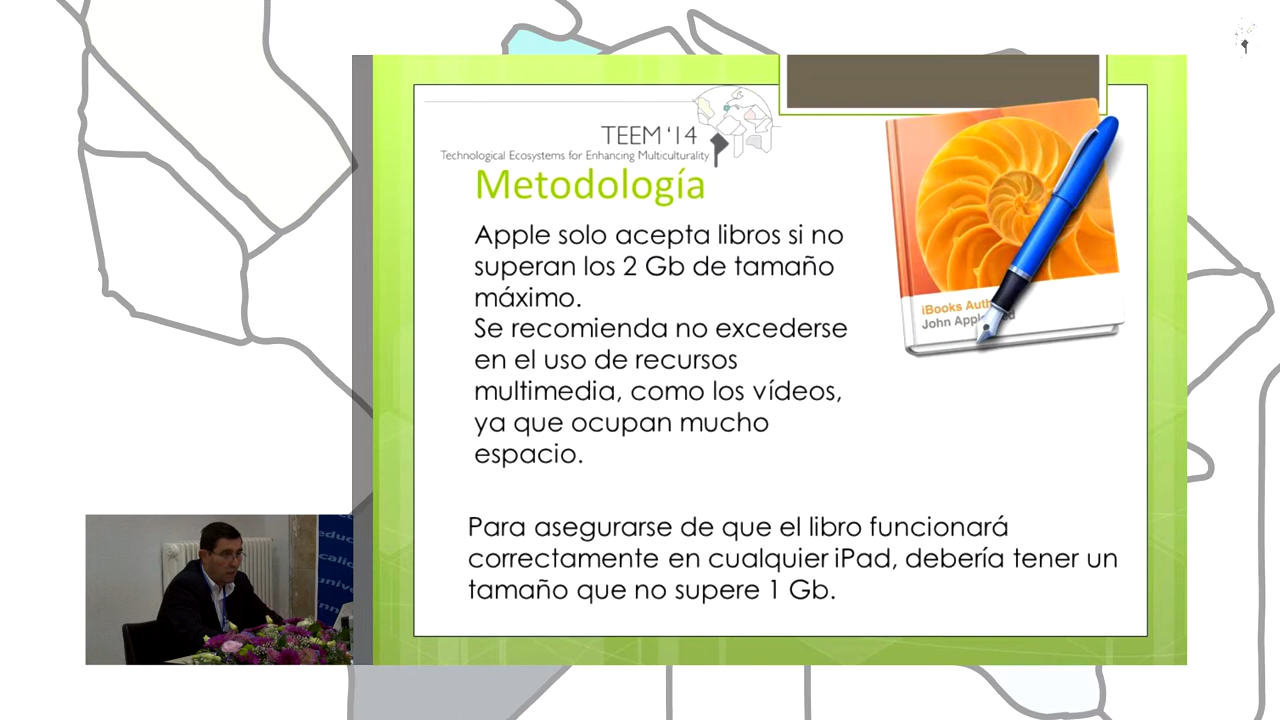 TEEM ‘14
Technological Ecosystems for Enhancing Multiculturality
Metodología
Apple solo acepta libros si no
superan los 2 Gb de tamaño
máximo.
Se recomienda no excederse
en el uso de recursos
multimedia, como los vídeos,
ya que ocupan mucho
espacio.
iBooks Auth
John Appl
Para asegurarse de que el libro funcionará
correctamente en cualquier iPad, debería tener un
tamaño que no supere 1 Gb.